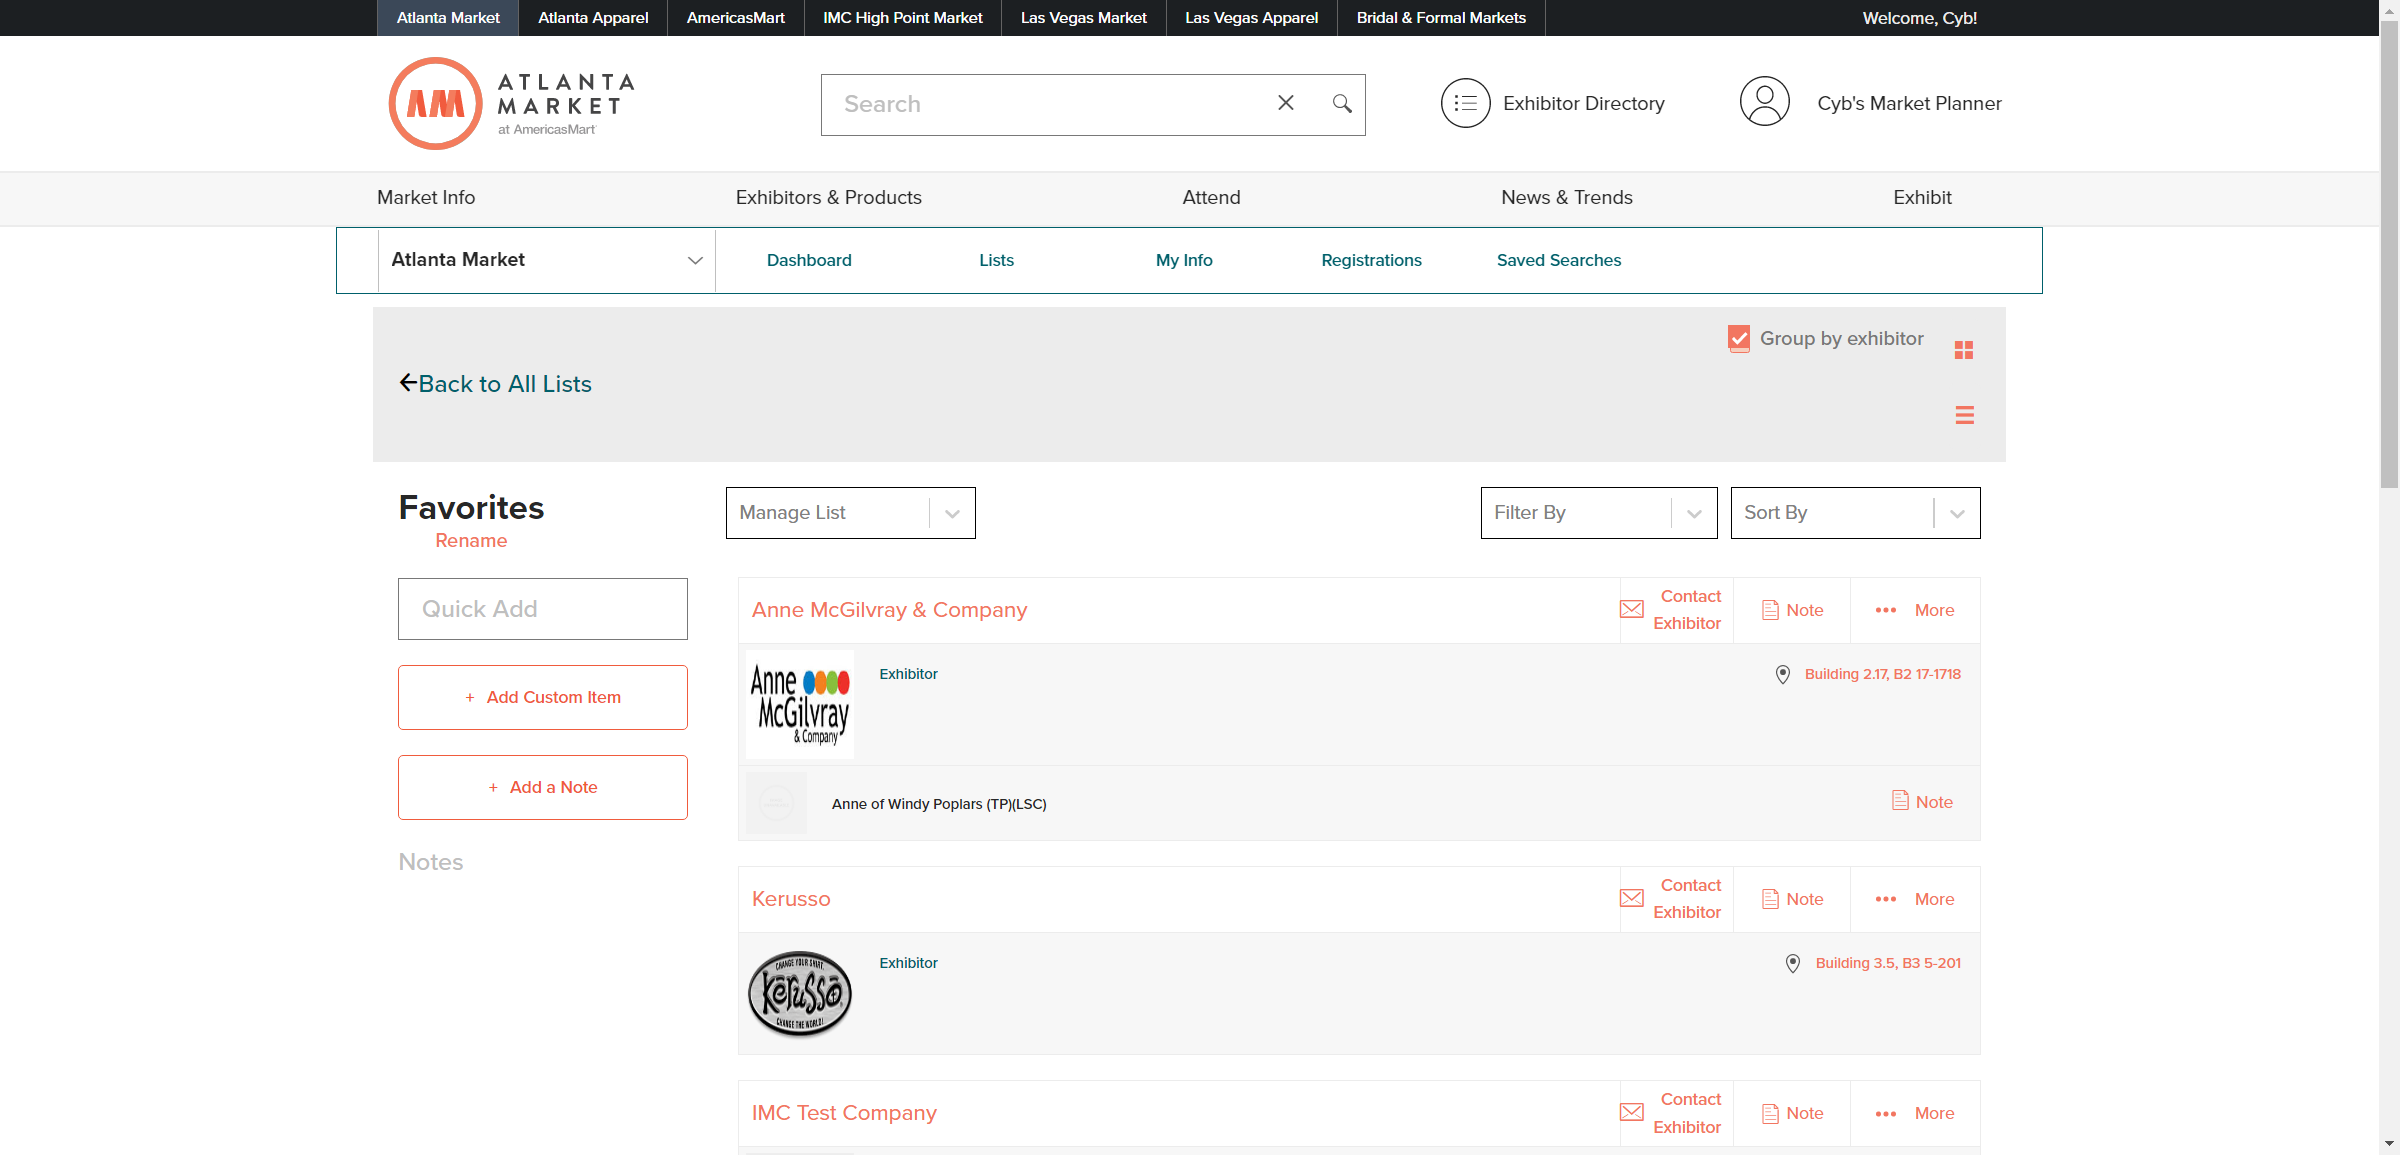 Atlanta Market Atlanta Apparel AmericasMart IMC High Point Market Las Vegas Market Las Vegas Apparel Bridal & Formal Markets Welcome, Cyb!
AM ATLANTA
MARKET
at AmericasMart
Search
Exhibitor Directory
Cyb's Market Planner
Market Info Exhibitors & Products Attend News & Trends Exhibit
Atlanta Market Dashboard Lists My Info Registrations Saved Searches
Group by exhibitor
Back to All Lists
Favorites
Rename
Manage List Filter By Sort By
Quick Add
+ Add Custom Item
+ Add a Note
Notes
Anne McGilvray & Company Contact
Exhibitor
Note
More
Anne
McGilvray
& Company
Exhibitor
Building 2.17, B2 17-1718
Anne of Windy Poplars (TP)(LSC)
Note
Kerusso Contact
Exhibitor
Note
More
CHANGE YOUR SHIRT.
kerusso
CHANGE THE WORLD!
Exhibitor
Building 3.5, B3 5-201
IMC Test Company Contact
Exhibitor
Note
More